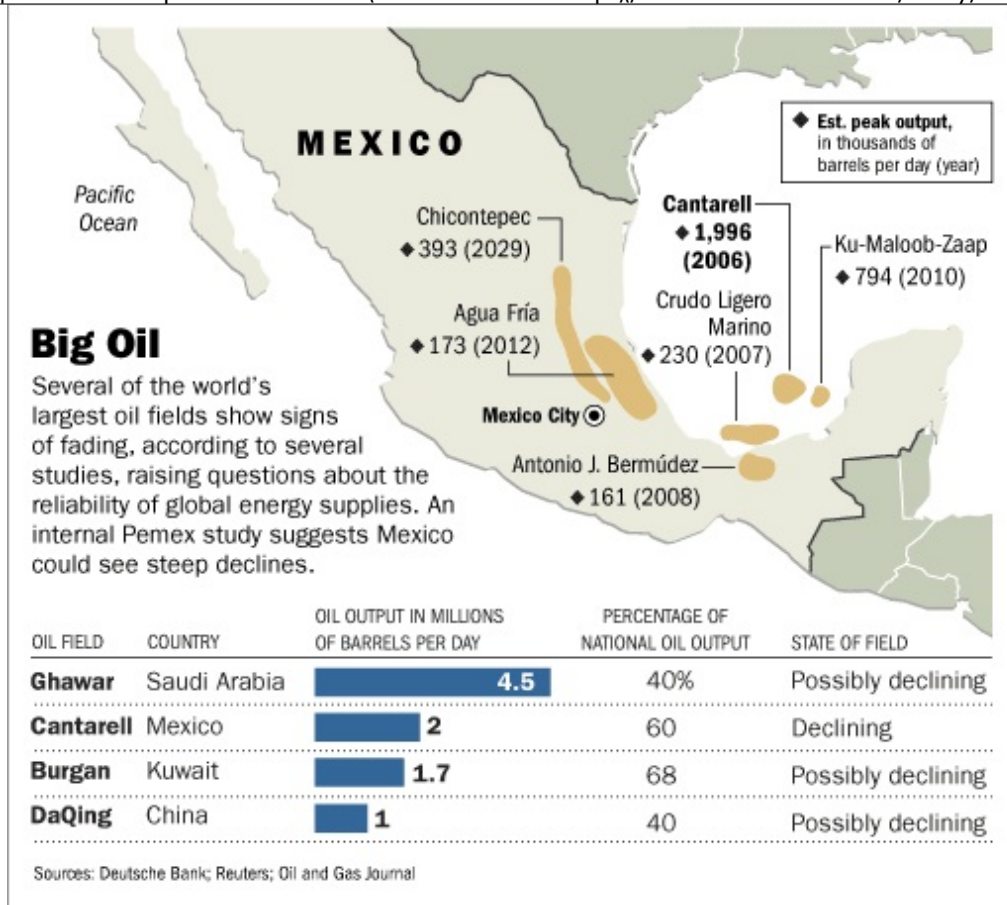 MEXICO
Pacific
Ocean
◆ Est. peak output,
in thousands of
barrels per day (year)
Chicontepec
◆ 393 (2029)
Cantarell
◆ 1,996
(2006)
Ku-Maloob-Zaap
◆ 794 (2010)
Agua Fría
◆ 173 (2012)
Crudo Ligero
Marino
◆ 230 (2007)
Mexico City
Antonio J. Bermúdez
◆ 161 (2008)
Big Oil
Several of the world's
largest oil fields show signs
of fading, according to several
studies, raising questions about the
reliability of global energy supplies. An
internal Pemex study suggests Mexico
could see steep declines.
OIL FIELD COUNTRY OIL OUTPUT IN MILLIONS OF BARRELS PER DAY PERCENTAGE OF NATIONAL OIL OUTPUT STATE OF FIELD
Ghawar Saudi Arabia 4.5 40% Possibly declining
Cantarell Mexico 2 60 Declining
Burgan Kuwait 1.7 68 Possibly declining
DaQing China 1 40 Possibly declining
Sources: Deutsche Bank; Reuters; Oil and Gas Journal